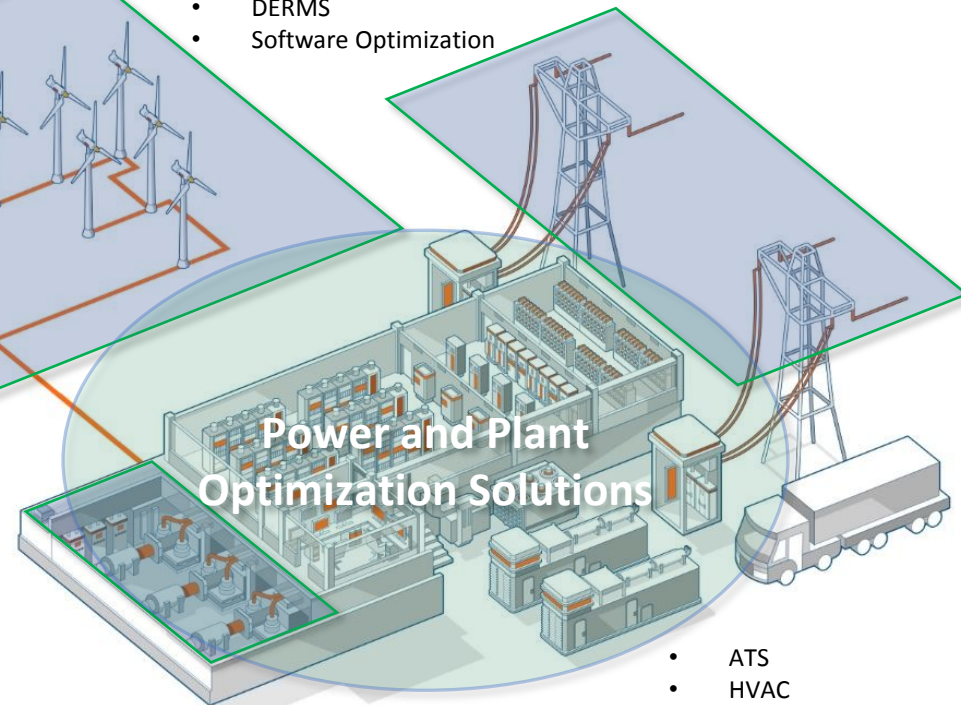 • DERMS
• Software Optimization
Power and Plant
Optimization Solutions
• ATS
• HVAC